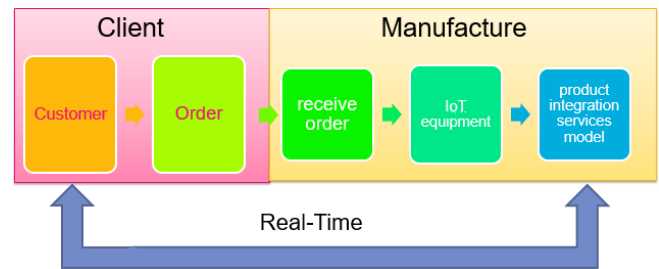 Client
Manufacture
Customer
Order
receive
order
IoT
equipment
product
integration
services
model
Real-Time